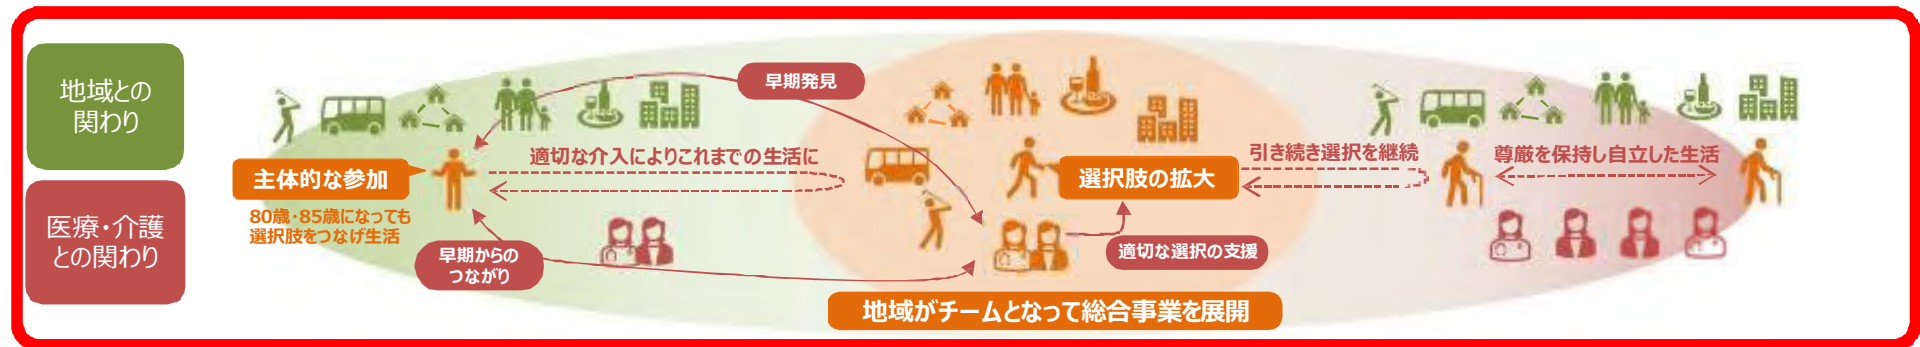 地域との
関わり
医療・介護
との関わり
主体的な参加
80歳・85歳になっても
選択肢をつなげ生活
早期発見
適切な介入によりこれまでの生活に
早期からの
つながり
選択肢の拡大
適切な選択の支援
地域がチームとなって総合事業を展開
引き続き選択を継続
尊厳を保持し自立した生活